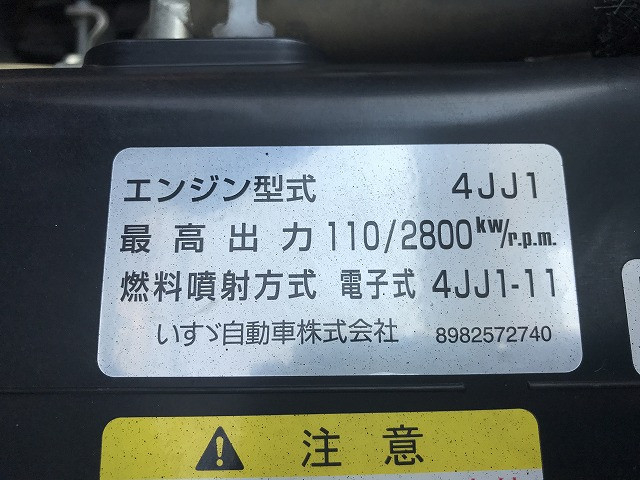 エンジン型式 4JJ1
最高出力 110/2800 kw/r.p.m.
燃料噴射方式 電子式 4JJ1-11
いすゞ自動車株式会社 8982572740
注意